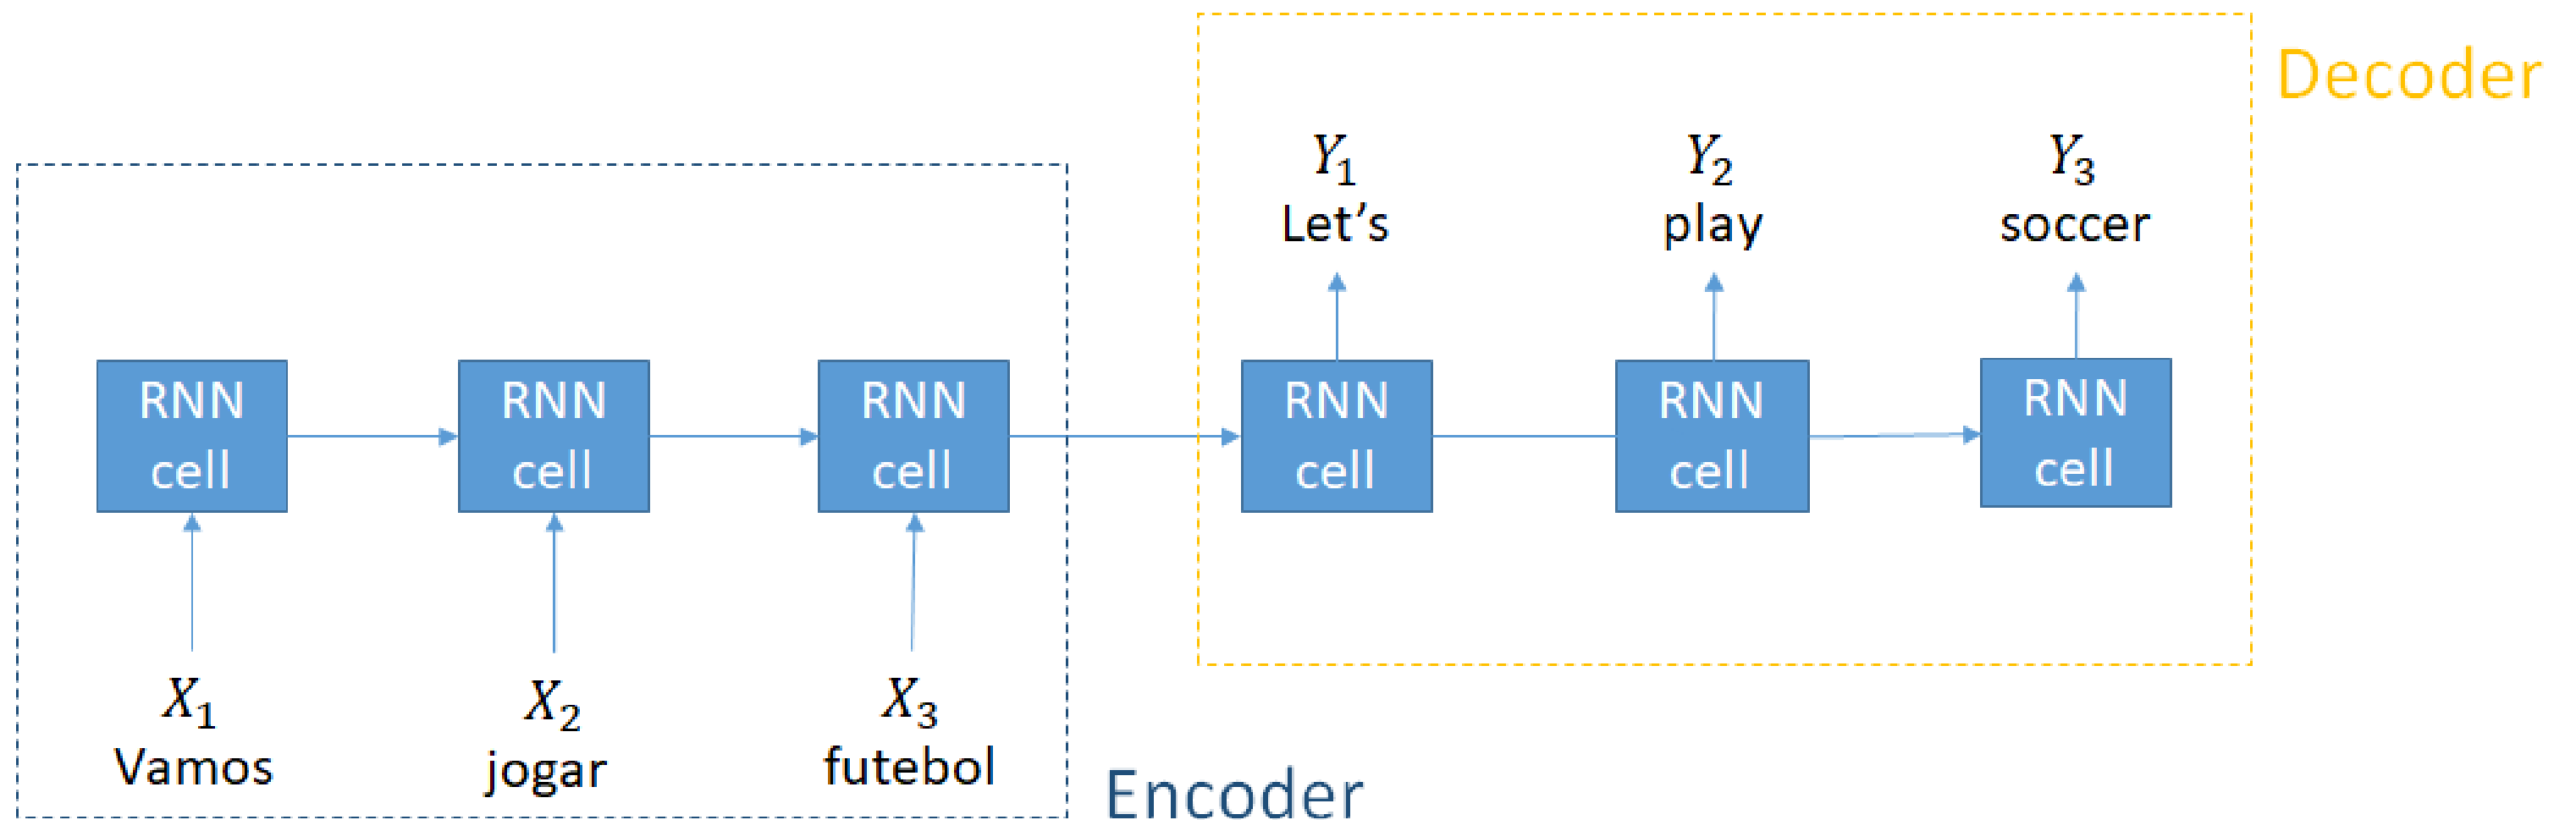 Decoder
Y₁
Let's
Y₂
play
Y₃
soccer
RNN
cell
RNN
cell
RNN
cell
RNN
cell
RNN
cell
RNN
cell
X₁
Vamos
X₂
jogar
X₃
futebol
Encoder